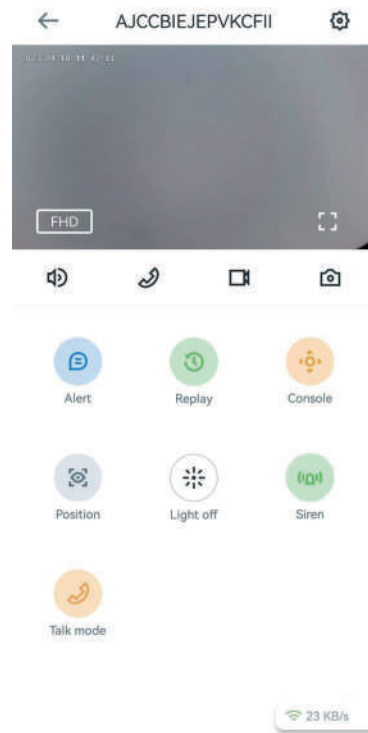 AJCCBIEJEPVKCFII
FHD
Alert
Replay
Console
Position
Light off
Siren
Talk mode
23 KB/s